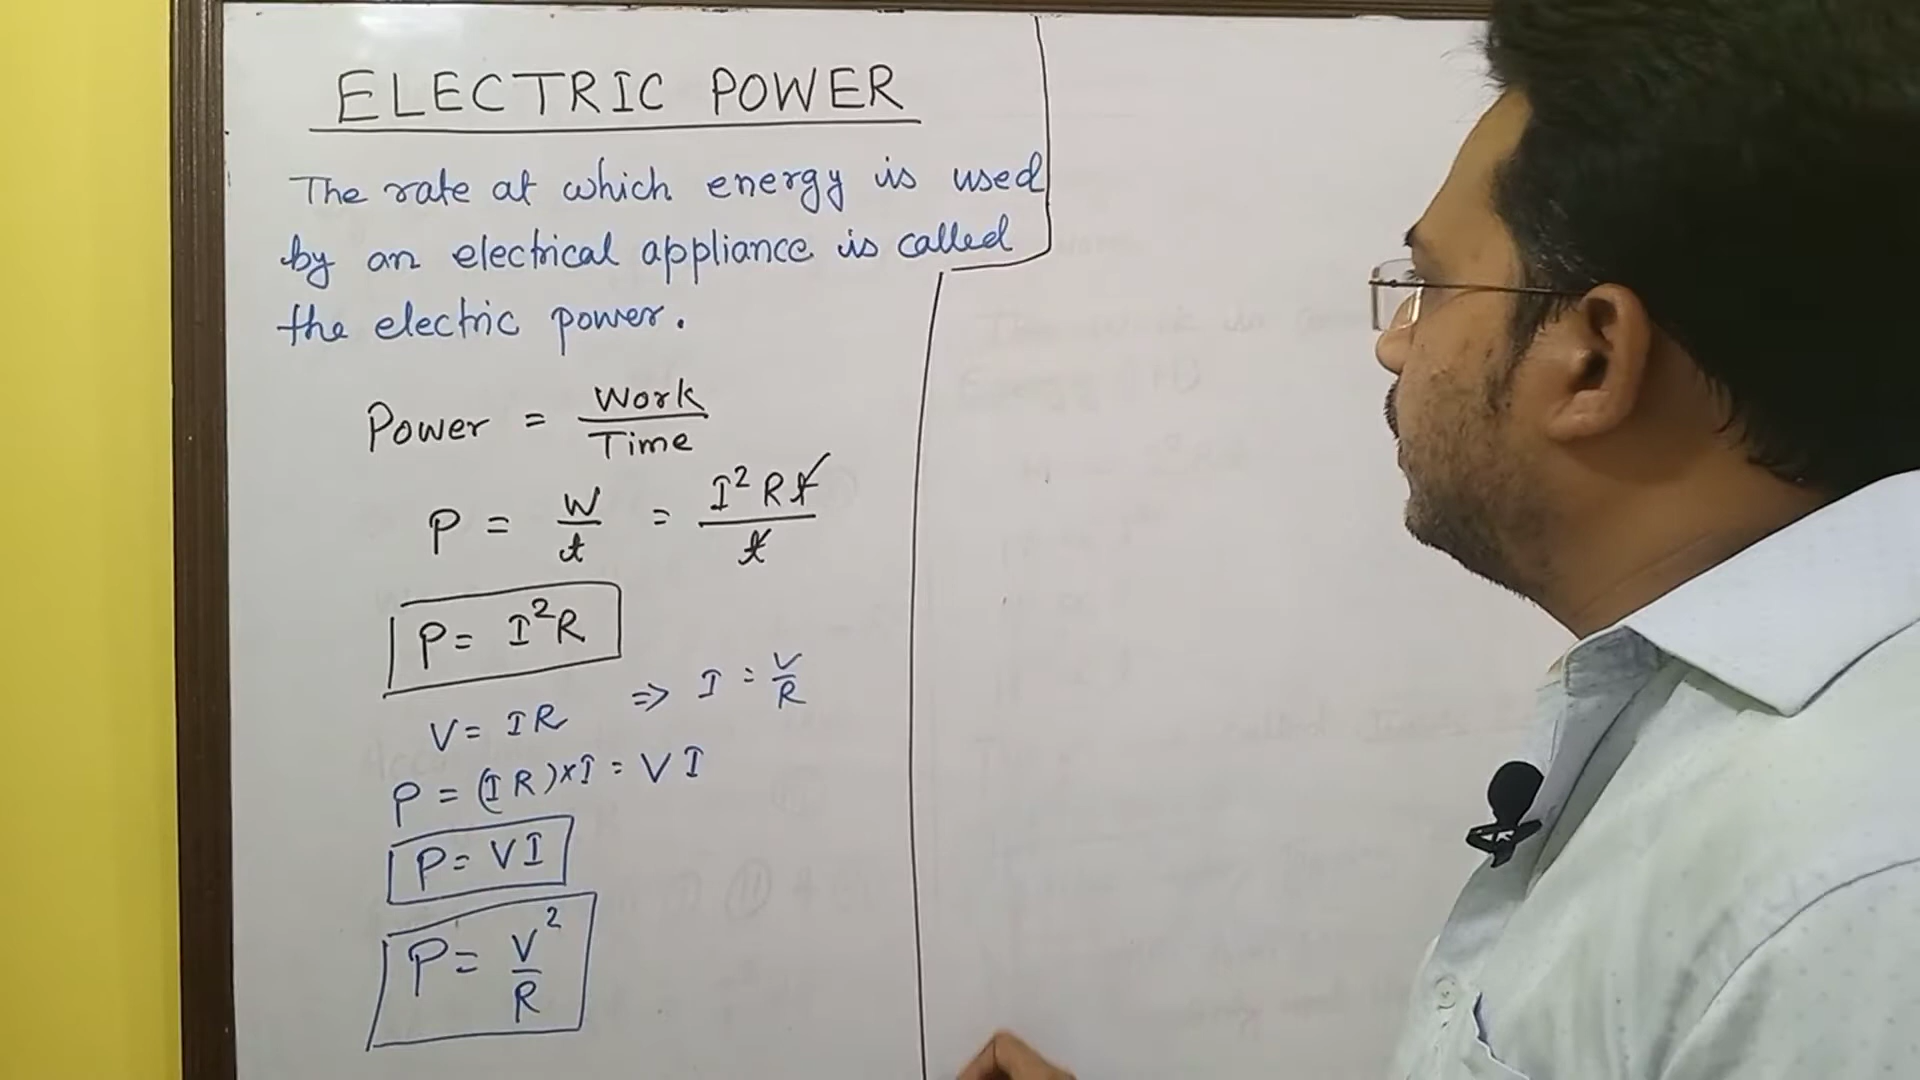 ELECTRIC POWER
The rate at which energy is used
by an electrical appliance is called
the electric power.
Power = Work/Time
P = W/t = I²Rt/t
P = I²R
V = IR ⇒ I = V/R
P = (IR)×I = VI
P = VI
P = V²/R